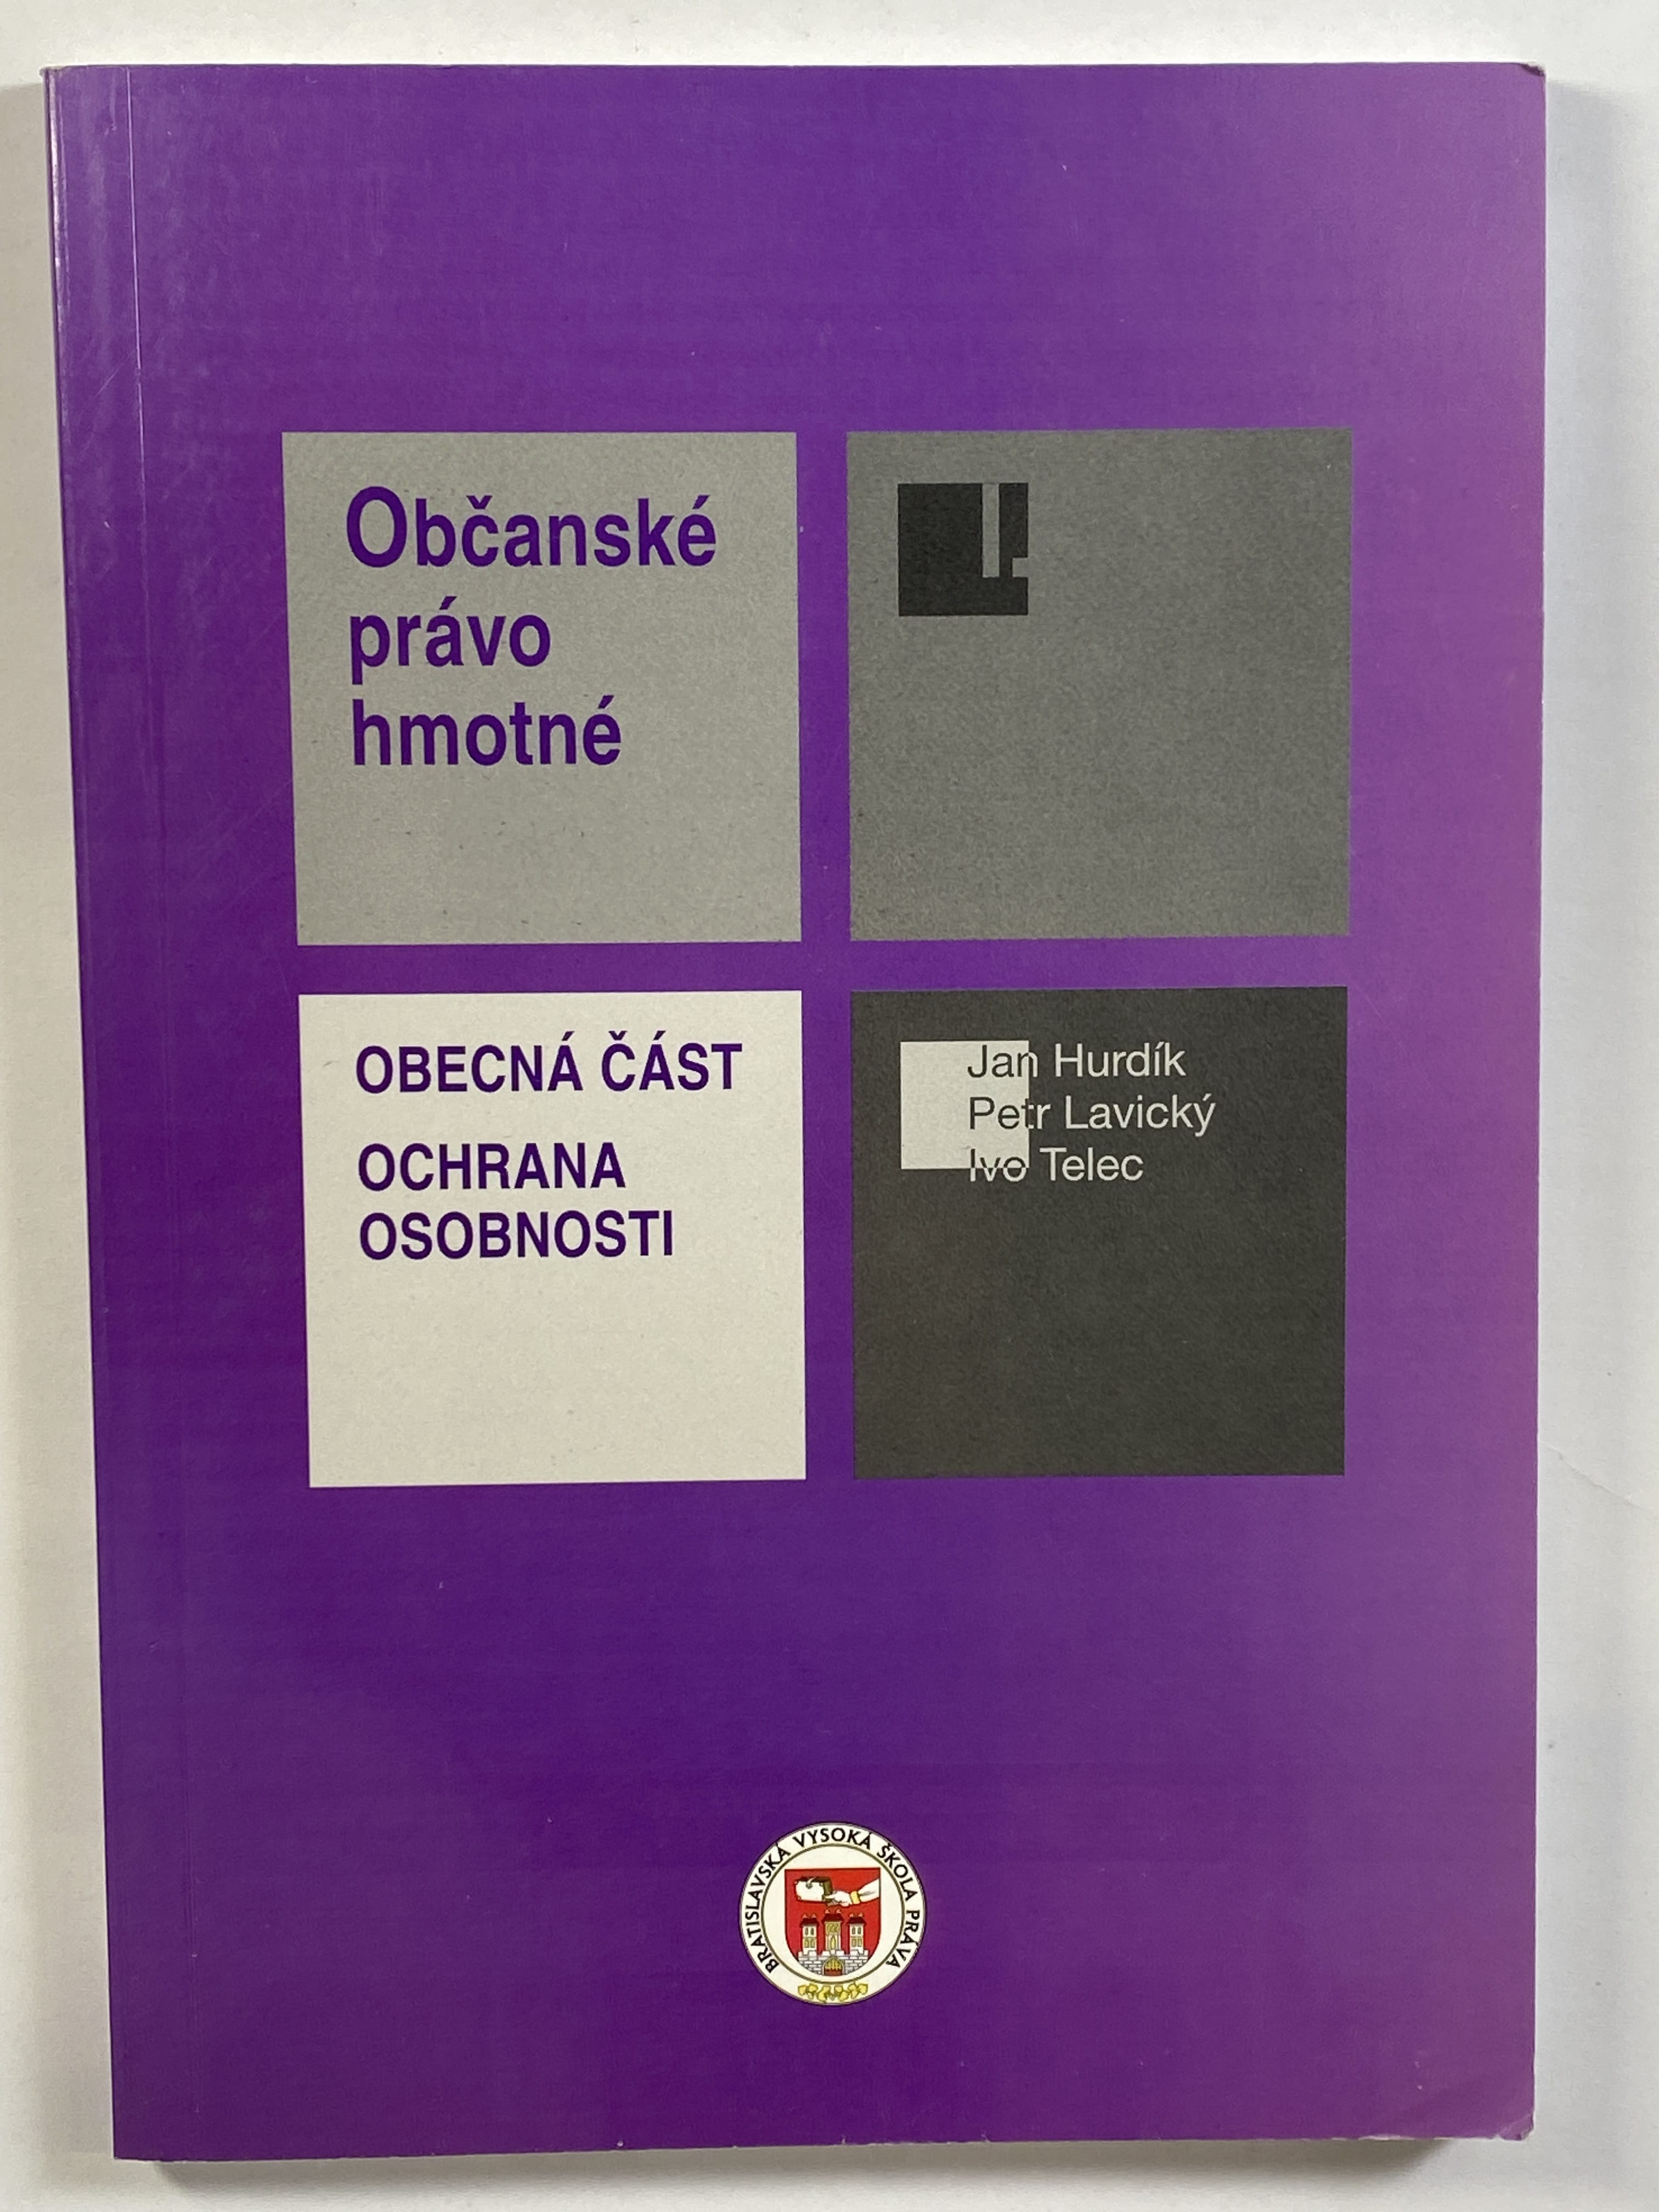 Občanské
právo
hmotné
OBECNÁ ČÁST
OCHRANA
OSOBNOSTI
Jan Hurdík
Petr Lavický
Ivo Telec
BRATISLAVSKÁ VYSOKÁ ŠKOLA PRÁVA